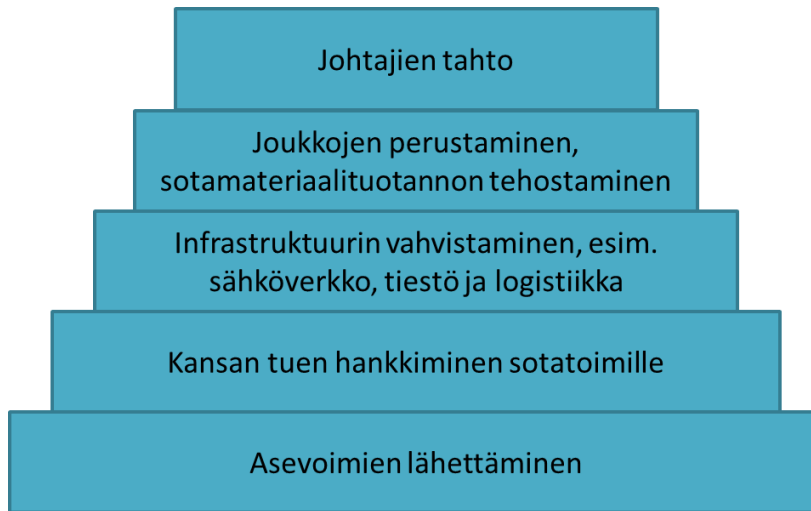 Johtajien tahto
Joukkojen perustaminen,
sotamateriaalituotannon tehostaminen
Infrastruktuurin vahvistaminen, esim.
sähköverkko, tiestö ja logistiikka
Kansan tuen hankkiminen sotatoimille
Asevoimien lähettäminen